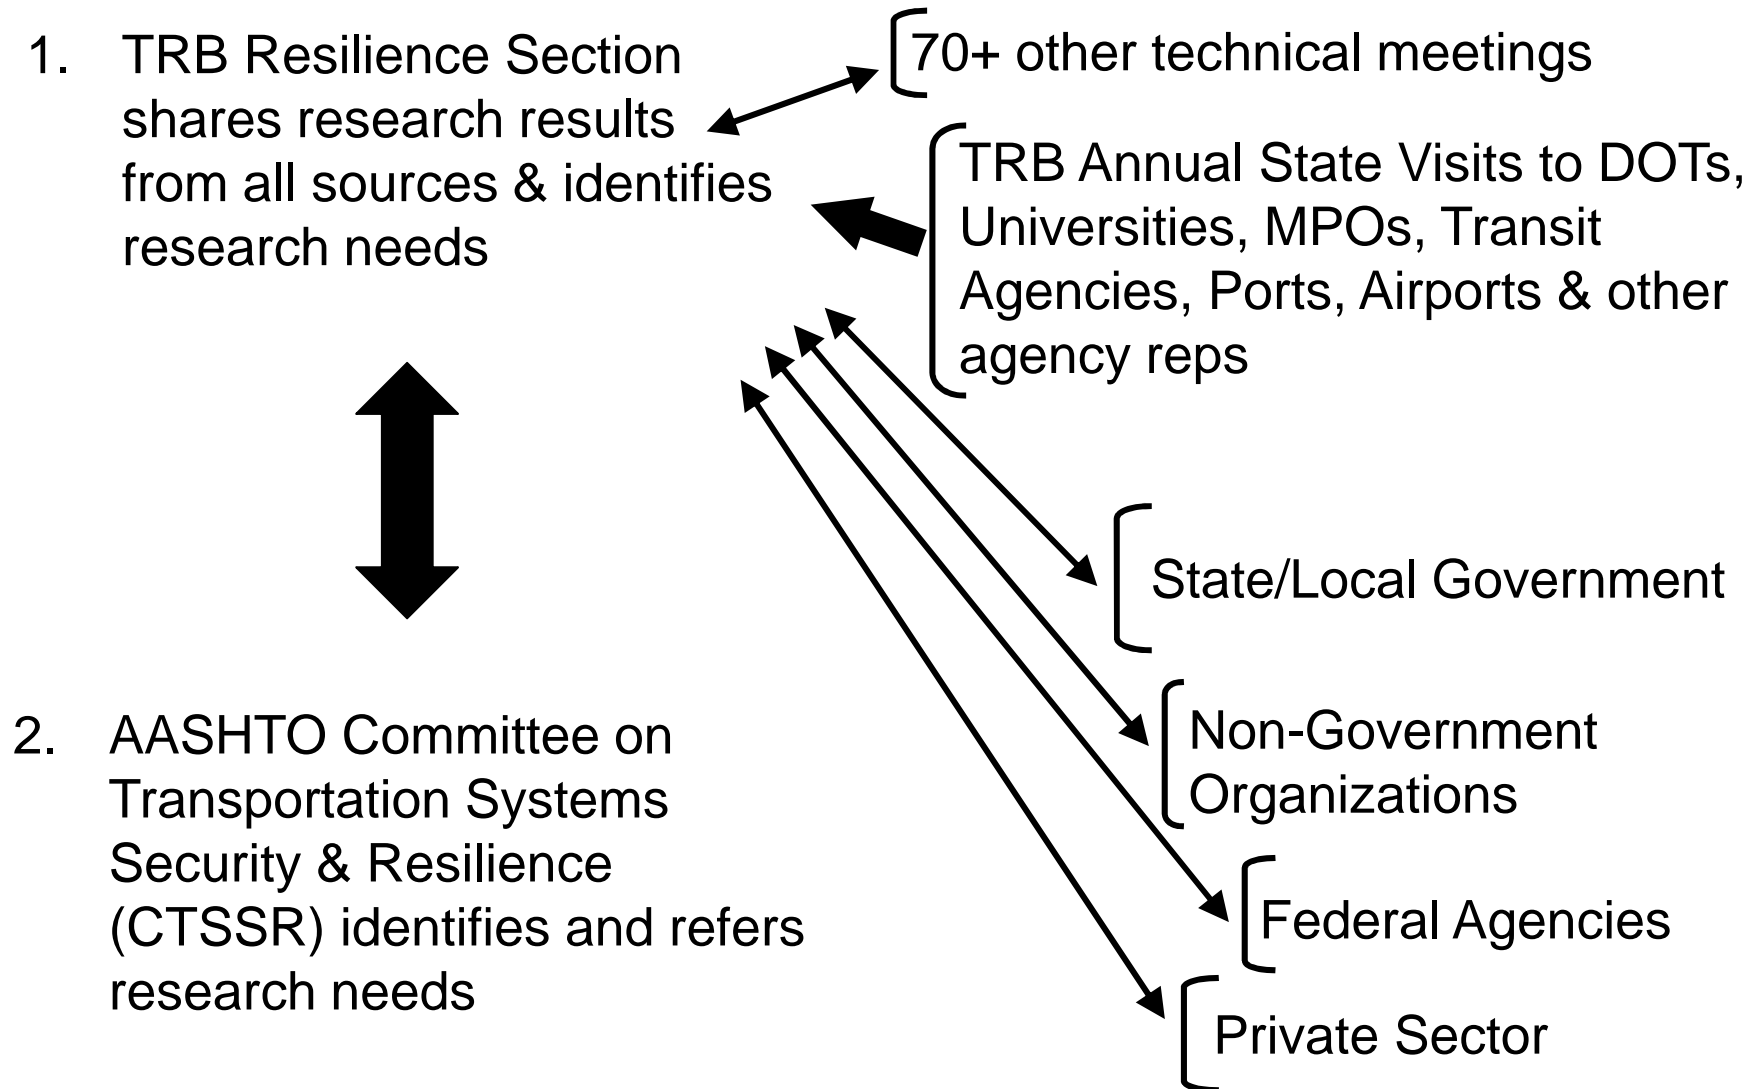 1. TRB Resilience Section
shares research results
from all sources & identifies
research needs
70+ other technical meetings
TRB Annual State Visits to DOTs,
Universities, MPOs, Transit
Agencies, Ports, Airports & other
agency reps
State/Local Government
2. AASHTO Committee on
Transportation Systems
Security & Resilience
(CTSSR) identifies and refers
research needs
Non-Government
Organizations
Federal Agencies
Private Sector